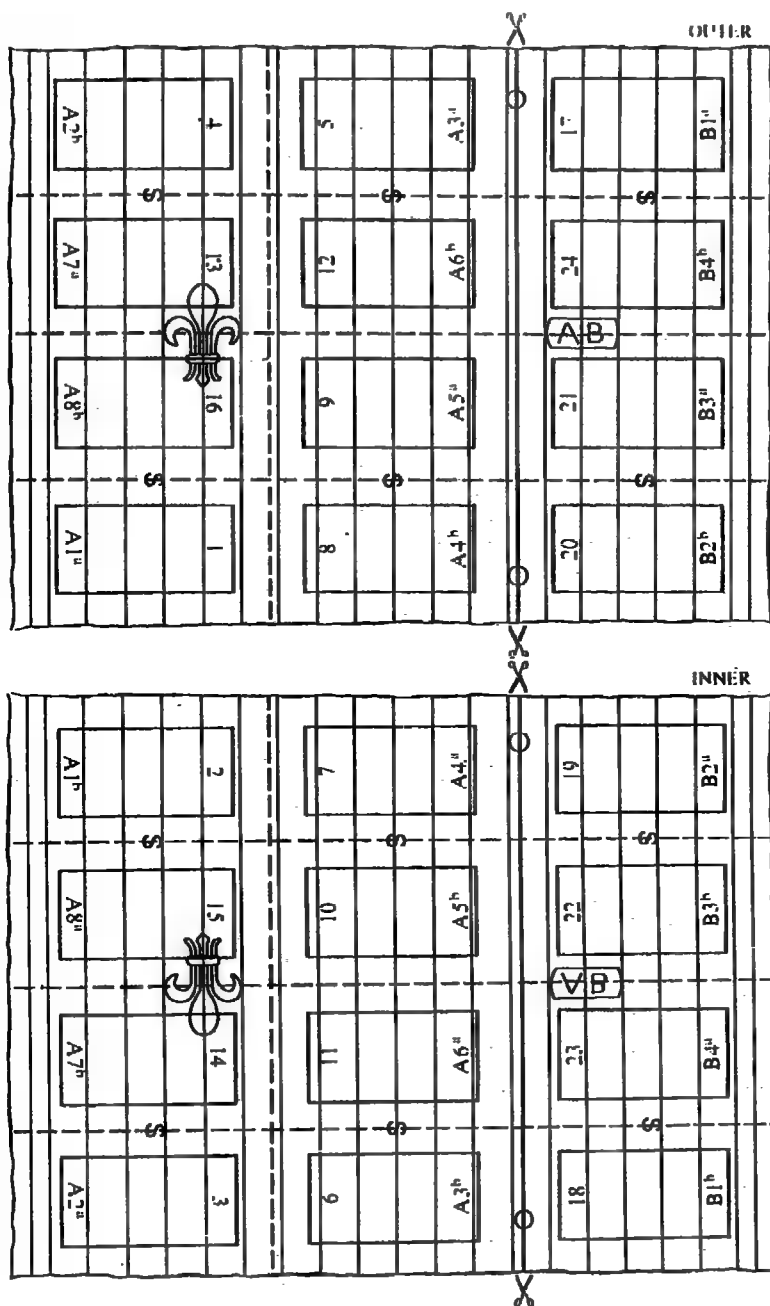 OUTER
A2ᵇ 4 5 A3ᵃ 17 B1ᵃ
S S S
A7ᵃ 13 12 A6ᵇ 24 B4ᵇ
AB
A8ᵇ 16 9 A5ᵃ 21 B3ᵃ
S S S
A1ᵃ 1 8 A4ᵇ 20 B2ᵇ
INNER
A1ᵇ 2 7 A4ᵃ 19 B2ᵃ
S S S
A8ᵃ 15 10 A5ᵇ 22 B3ᵇ
AB
A7ᵇ 14 11 A6ᵃ 23 B4ᵃ
S S S
A2ᵃ 3 6 A3ᵇ 18 B1ᵇ